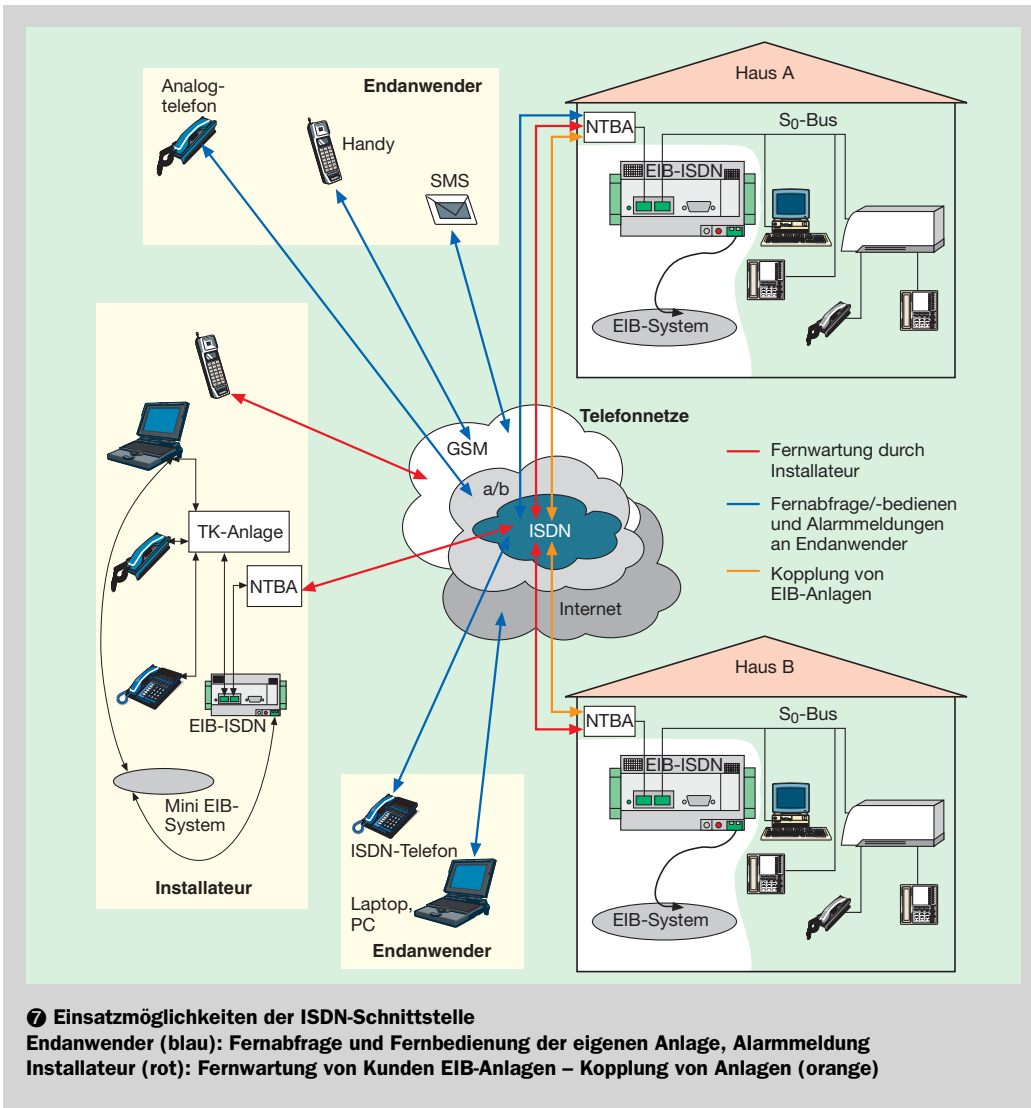 Analog-
telefon
Endanwender
Handy
SMS
Haus A
NTBA
S0-Bus
EIB-ISDN
EIB-System
Telefonnetze
GSM
a/b
ISDN
Internet
Fernwartung durch
Installateur
Fernabfrage/-bedienen
und Alarmmeldungen
an Endanwender
Kopplung von
EIB-Anlagen
TK-Anlage
NTBA
EIB-ISDN
Mini EIB-
System
Installateur
ISDN-Telefon
Laptop,
PC
Endanwender
Haus B
NTBA
S0-Bus
EIB-ISDN
EIB-System
❼ Einsatzmöglichkeiten der ISDN-Schnittstelle
Endanwender (blau): Fernabfrage und Fernbedienung der eigenen Anlage, Alarmmeldung
Installateur (rot): Fernwartung von Kunden EIB-Anlagen – Kopplung von Anlagen (orange)